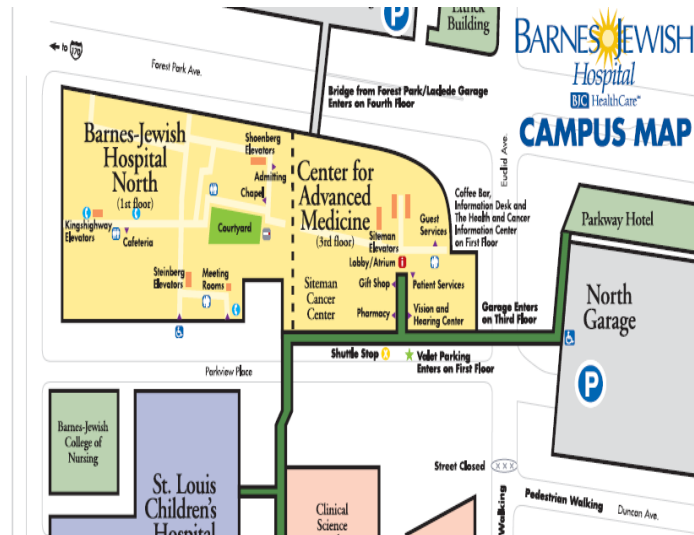 P
Ettrick
Building
BARNES JEWISH
Hospital
BJC HealthCare℠
CAMPUS MAP
to
Forest Park Ave.
Bridge from Forest Park/Laclede Garage
Enters on Fourth Floor
Euclid Ave.
Barnes-Jewish
Hospital
North
(1st floor)
Shoenberg
Elevators
Admitting
Chapel
Kingshighway
Elevators
Cafeteria
Courtyard
Steinberg
Elevators
Meeting
Rooms
Center for
Advanced
Medicine
(3rd floor)
Siteman
Elevators
Guest
Services
Lobby/Atrium
i
Gift Shop
Patient Services
Siteman
Cancer
Center
Pharmacy
Vision and
Hearing Center
Coffee Bar,
Information Desk and
The Health and Cancer
Information Center
on First Floor
Parkway Hotel
North
Garage
P
Garage Enters
on Third Floor
Shuttle Stop
Valet Parking
Enters on First Floor
Parkview Place
Barnes-Jewish
College of
Nursing
St. Louis
Children's
Hospital
Clinical
Science
Street Closed
XXX
Walking
Pedestrian Walking
Duncan Ave.